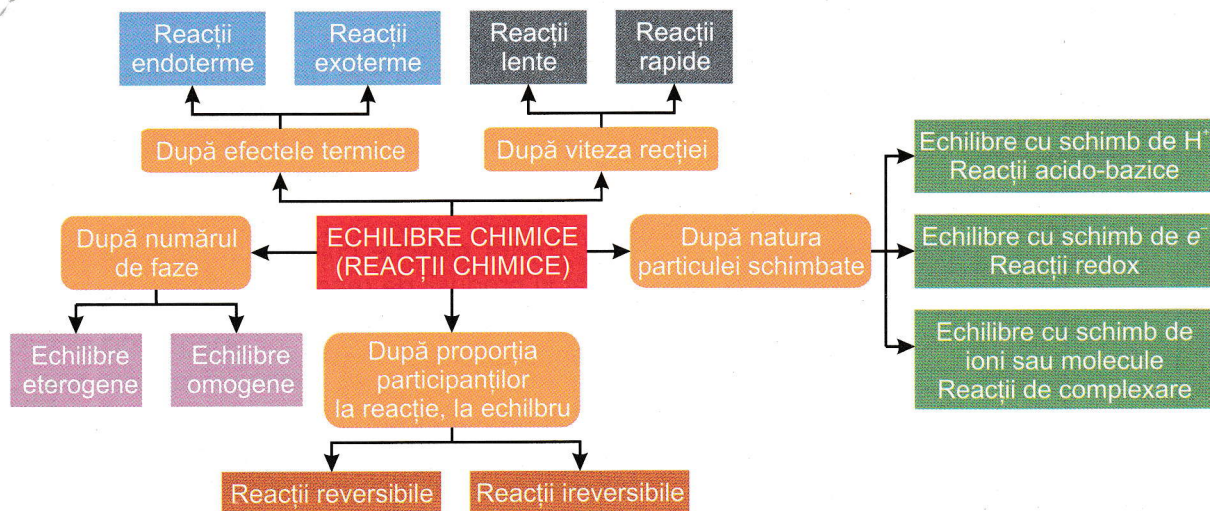 Reacții
endoterme
Reacții
exoterme
Reacții
lente
Reacții
rapide
După efectele termice
După viteza recției
Echilibre cu schimb de H⁺
Reacții acido-bazice
După numărul
de faze
ECHILIBRE CHIMICE
(REACȚII CHIMICE)
După natura
particulei schimbate
Echilibre cu schimb de e⁻
Reacții redox
Echilibre
eterogene
Echilibre
omogene
După proporția
participanților
la reacție, la echilbru
Echilibre cu schimb de
ioni sau molecule
Reacții de complexare
Reacții reversibile
Reacții ireversibile